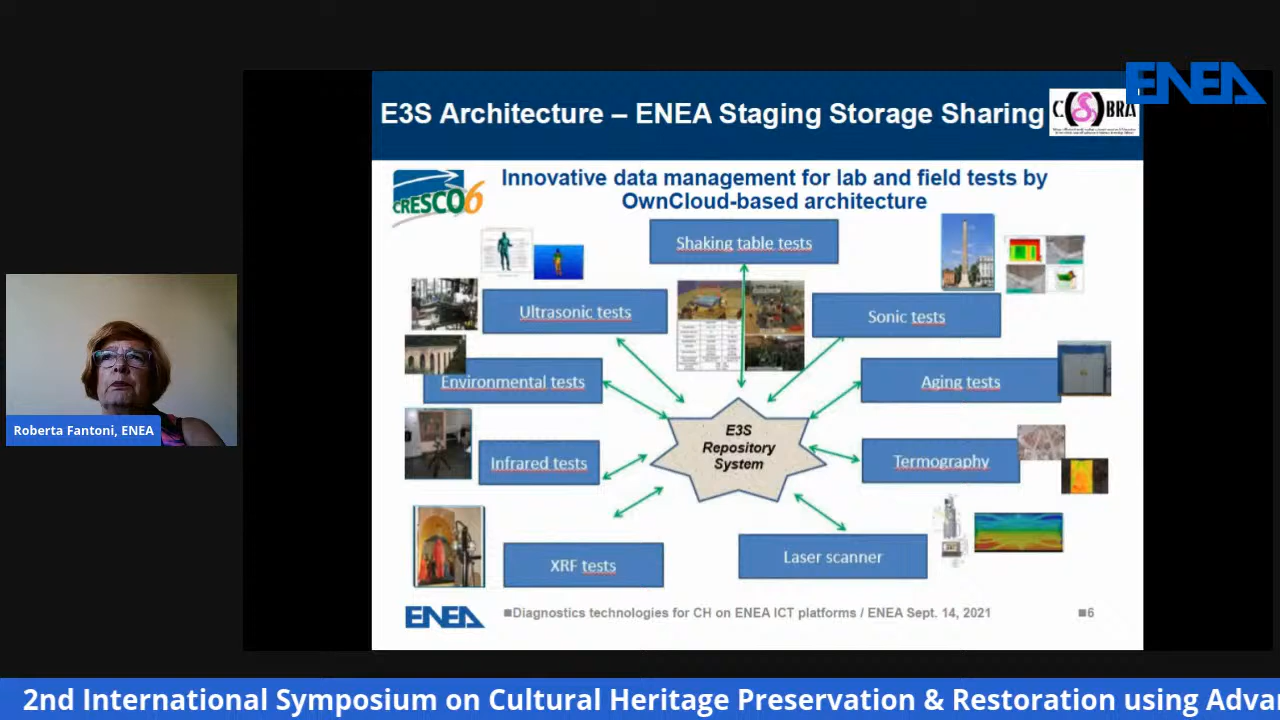 ENEA
E3S Architecture – ENEA Staging Storage Sharing
C(S)BRA
CRESCO6
Innovative data management for lab and field tests by
OwnCloud-based architecture
Shaking table tests
Ultrasonic tests
Sonic tests
Environmental tests
Aging tests
E3S
Repository
System
Infrared tests
Termography
XRF tests
Laser scanner
Roberta Fantoni, ENEA
ENEA
■Diagnostics technologies for CH on ENEA ICT platforms / ENEA Sept. 14, 2021
■6
2nd International Symposium on Cultural Heritage Preservation & Restoration using Adva